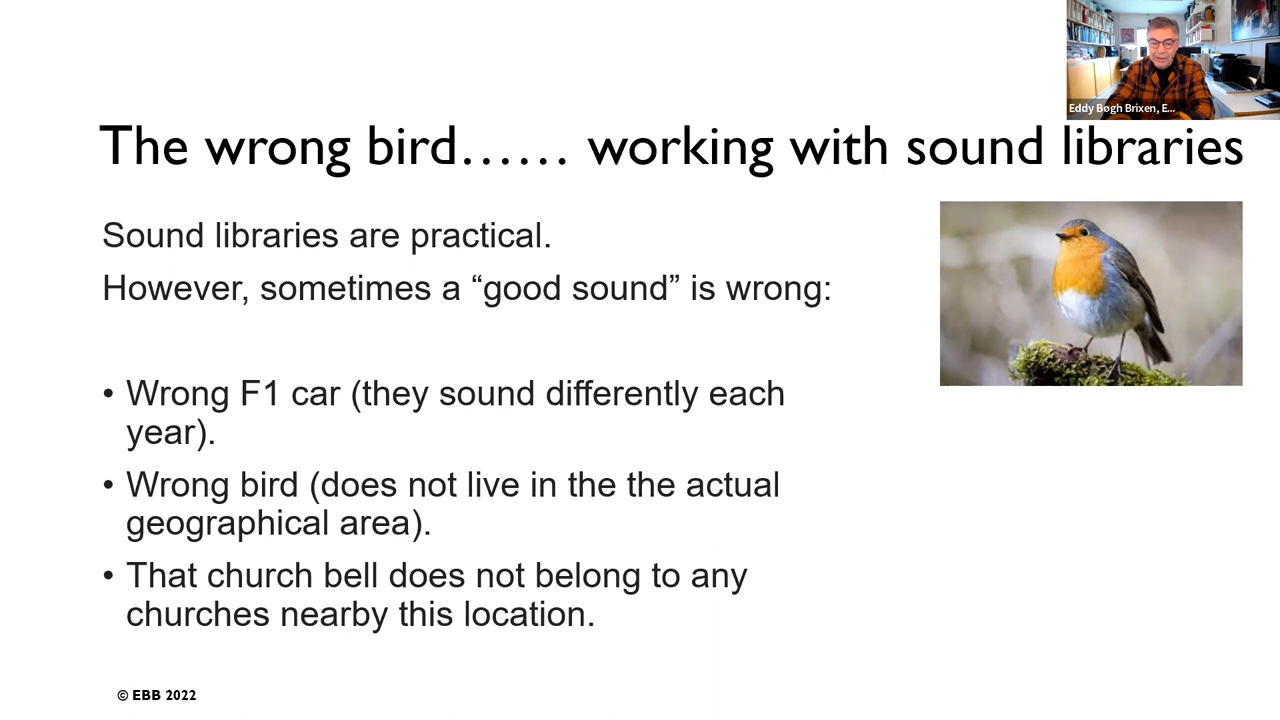 Eddy Bøgh Brixen, E...
The wrong bird…… working with sound libraries
Sound libraries are practical.
However, sometimes a “good sound” is wrong:
• Wrong F1 car (they sound differently each
year).
• Wrong bird (does not live in the the actual
geographical area).
• That church bell does not belong to any
churches nearby this location.
© EBB 2022